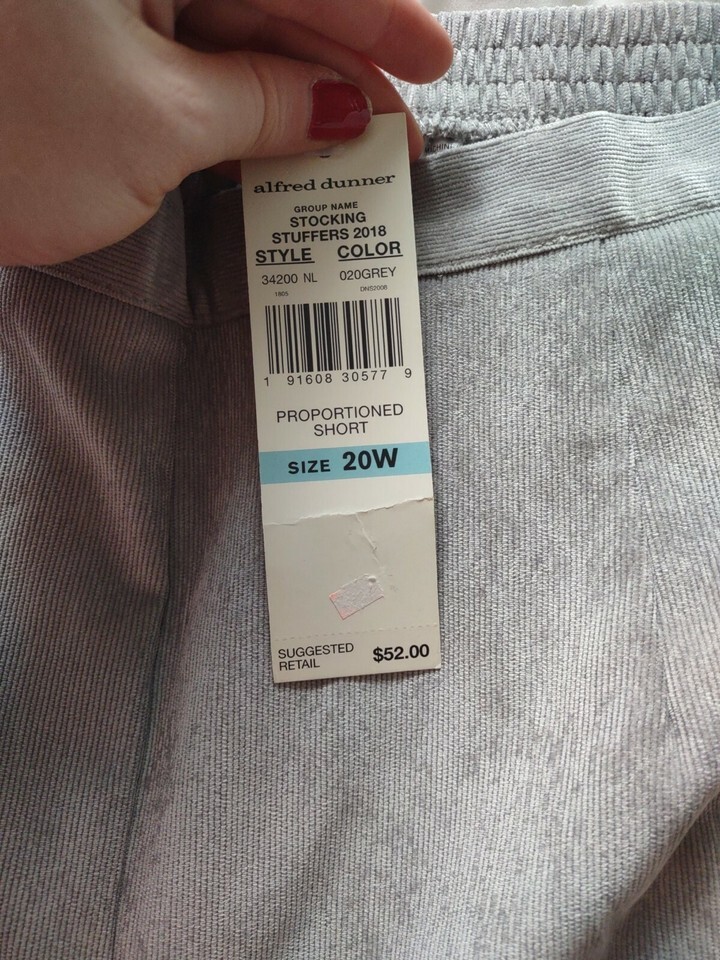 alfred dunner
GROUP NAME
STOCKING
STUFFERS 2018
STYLE COLOR
34200 NL 020GREY
1805 DNS200B
1 91608 30577 9
PROPORTIONED
SHORT
SIZE 20W
SUGGESTED
RETAIL $52.00